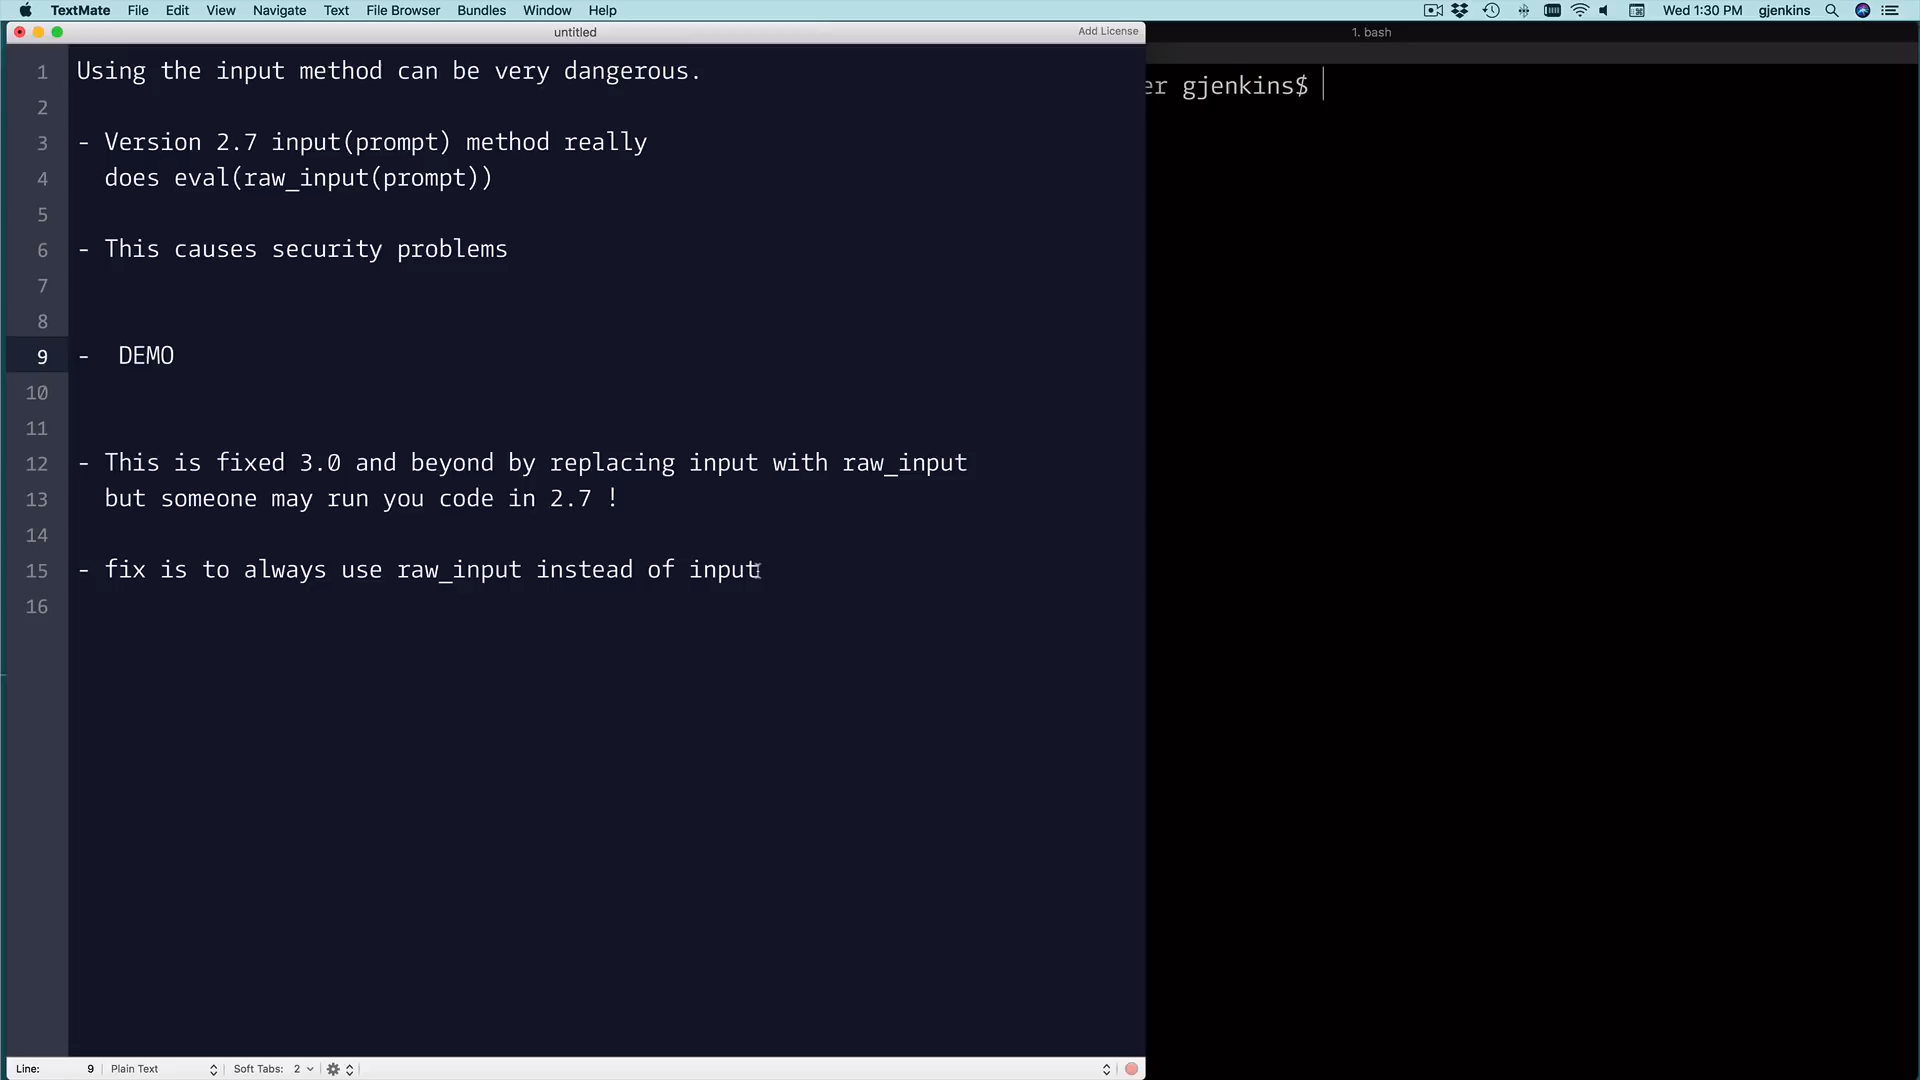 TextMate File Edit View Navigate Text File Browser Bundles Window Help Wed 1:30 PM gjenkins
untitled Add License 1. bash
1 Using the input method can be very dangerous.
2
3 - Version 2.7 input(prompt) method really
4 does eval(raw_input(prompt))
5
6 - This causes security problems
7
8
9 - DEMO
10
11
12 - This is fixed 3.0 and beyond by replacing input with raw_input
13 but someone may run you code in 2.7 !
14
15 - fix is to always use raw_input instead of input
16
er gjenkins$
Line: 9 Plain Text Soft Tabs: 2